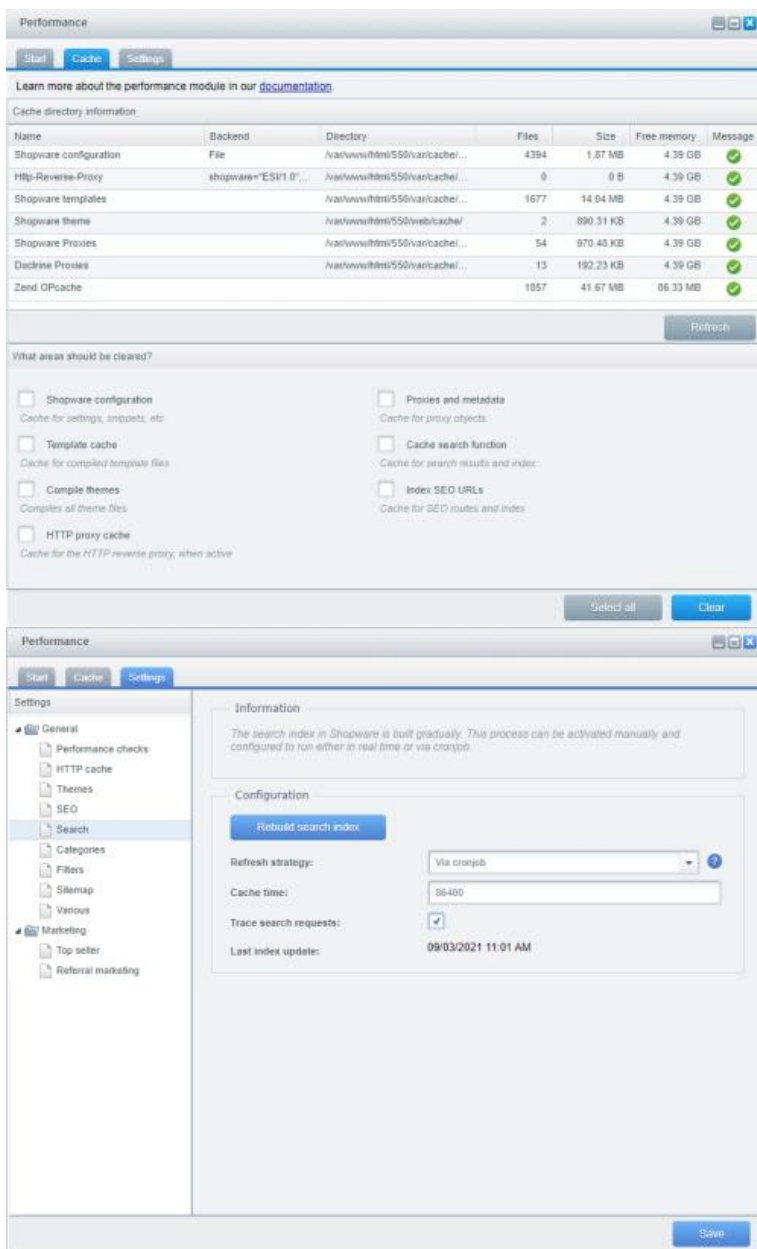 Performance
Start Cache Settings
Learn more about the performance module in our documentation.
Cache directory information
Name Backend Directory Files Size Free memory Message
Shopware configuration File /var/www/html/550/var/cache/... 4394 1.87 MB 4.39 GB
Http-Reverse-Proxy shopware="ESI/1.0",... /var/www/html/550/var/cache/... 0 0 B 4.39 GB
Shopware templates /var/www/html/550/var/cache/... 1677 14.04 MB 4.39 GB
Shopware theme /var/www/html/550/web/cache/ 2 890.31 KB 4.39 GB
Shopware Proxies /var/www/html/550/var/cache/... 54 970.48 KB 4.39 GB
Doctrine Proxies /var/www/html/550/var/cache/... 13 192.23 KB 4.39 GB
Zend OPcache 1857 41.67 MB 86.33 MB
Refresh
What areas should be cleared?
Shopware configuration Proxies and metadata
Cache for settings, snippets, etc Cache for proxy objects
Template cache Cache search function
Cache for compiled template files Cache for search results and index
Compile themes Index SEO URLs
Compiles all theme files Cache for SEO routes and index
HTTP proxy cache
Cache for the HTTP reverse proxy, when active
Select all Clear
Performance
Start Cache Settings
Settings
General
Performance checks
HTTP cache
Themes
SEO
Search
Categories
Filters
Sitemap
Various
Marketing
Top seller
Referral marketing
Information
The search index in Shopware is built gradually. This process can be activated manually and
configured to run either in real time or via cronjob.
Configuration
Rebuild search index
Refresh strategy: Via cronjob
Cache time: 86400
Trace search requests:
Last index update: 09/03/2021 11:01 AM
Save